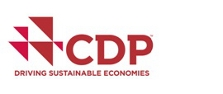 CDP
DRIVING SUSTAINABLE ECONOMIES